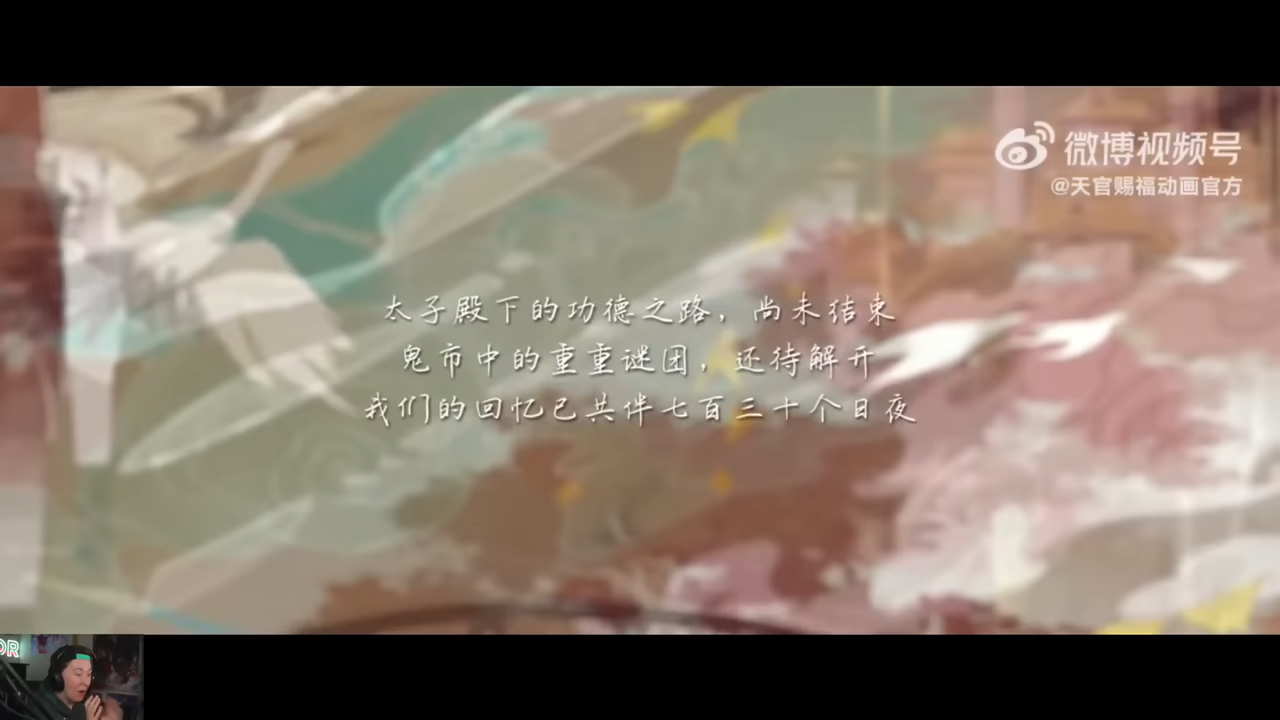 微博视频号
@天官赐福动画官方
太子殿下的功德之路，尚未结束
鬼市中的重重谜团，还待解开
我们的回忆已共伴七百三十个日夜
OR